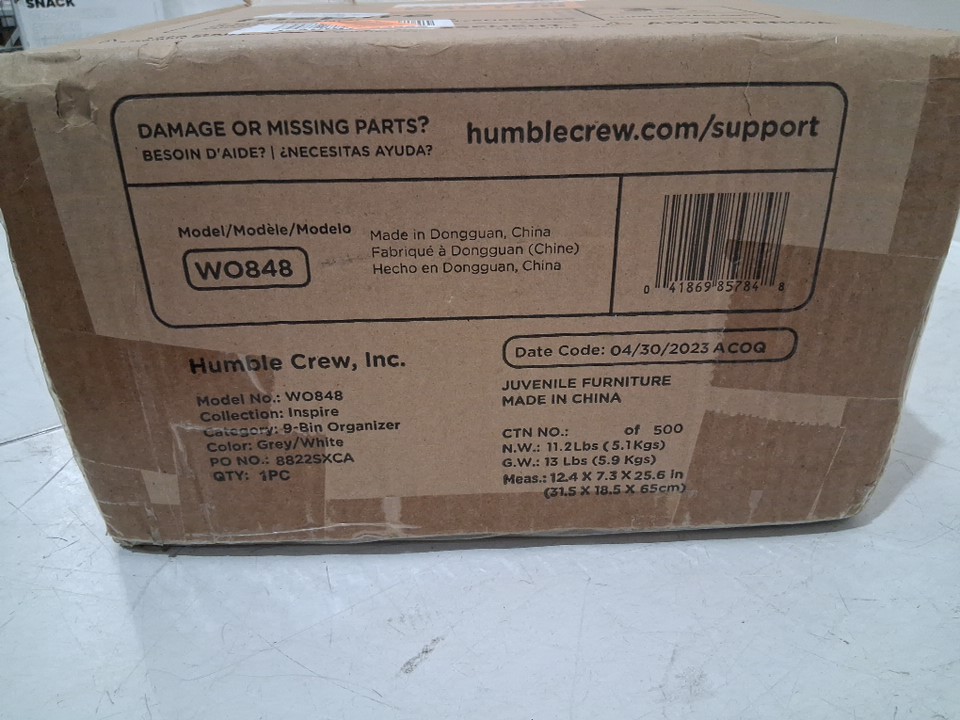 SNACK
DAMAGE OR MISSING PARTS?
BESOIN D'AIDE? | ¿NECESITAS AYUDA?
humblecrew.com/support
Model/Modèle/Modelo
WO848
Made in Dongguan, China
Fabriqué à Dongguan (Chine)
Hecho en Dongguan, China
0 41869 85784 8
Humble Crew, Inc.
Model No.: WO848
Collection: Inspire
Category: 9-Bin Organizer
Color: Grey/White
PO NO.: 8822SXCA
QTY: 1PC
Date Code: 04/30/2023 ACOQ
JUVENILE FURNITURE
MADE IN CHINA
CTN NO.: of 500
N.W.: 11.2Lbs (5.1Kgs)
G.W.: 13 Lbs (5.9 Kgs)
Meas.: 12.4 X 7.3 X 25.6 in
(31.5 X 18.5 X 65cm)